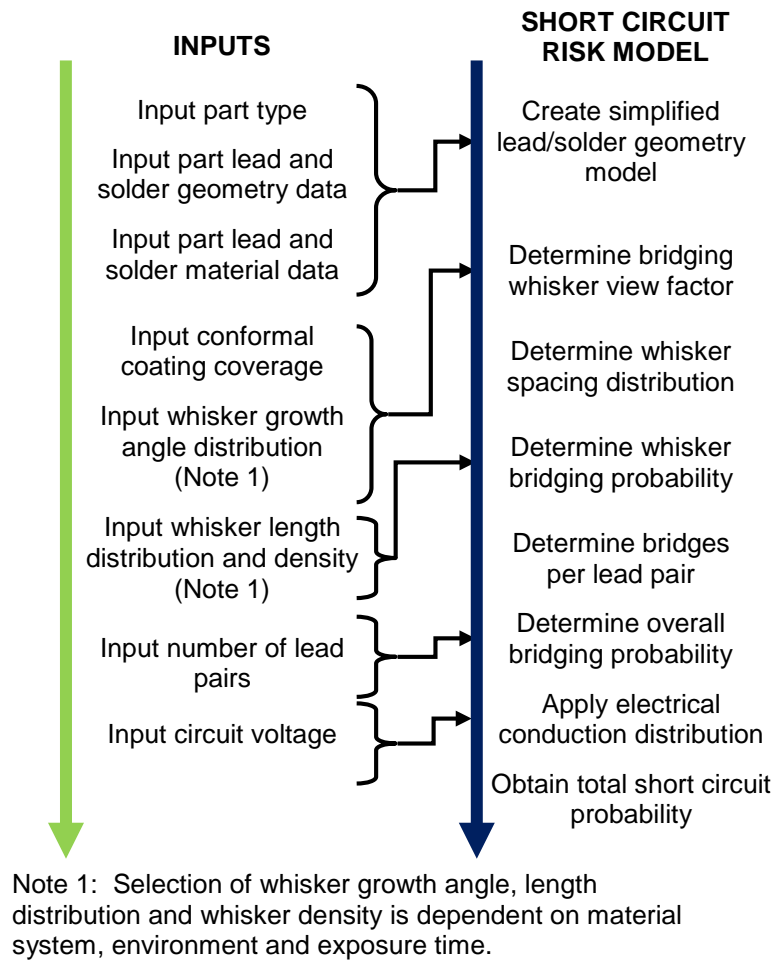 INPUTS
Input part type
Input part lead and
solder geometry data
Input part lead and
solder material data
Input conformal
coating coverage
Input whisker growth
angle distribution
(Note 1)
Input whisker length
distribution and density
(Note 1)
Input number of lead
pairs
Input circuit voltage
SHORT CIRCUIT
RISK MODEL
Create simplified
lead/solder geometry
model
Determine bridging
whisker view factor
Determine whisker
spacing distribution
Determine whisker
bridging probability
Determine bridges
per lead pair
Determine overall
bridging probability
Apply electrical
conduction distribution
Obtain total short circuit
probability
Note 1:  Selection of whisker growth angle, length
distribution and whisker density is dependent on material
system, environment and exposure time.